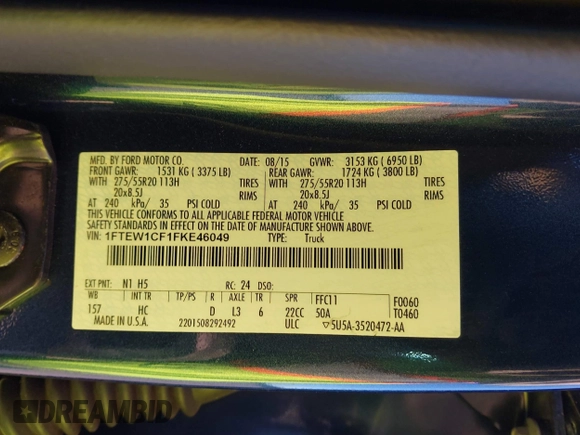 MFD. BY FORD MOTOR CO. 08/15 GVWR: 3153 KG ( 6950 LB)
FRONT GAWR: 1531 KG ( 3375 LB) REAR GAWR: 1724 KG ( 3800 LB)
WITH 275/55R20 113H TIRES WITH 275/55R20 113H TIRES
20x8.5J RIMS 20x8.5J RIMS
AT 240 kPa/ 35 PSI COLD AT 240 kPa/ 35 PSI COLD
THIS VEHICLE CONFORMS TO ALL APPLICABLE FEDERAL MOTOR VEHICLE
SAFETY STANDARDS IN EFFECT ON THE DATE OF MANUFACTURE SHOWN ABOVE.
VIN: 1FTEW1CF1FKE46049 TYPE: Truck
EXT PNT: N1 H5 RC: 24 DSO:
WB INT TR TP/PS R AXLE TR SPR FFC11 F0060
157 HC D L3 6 22CC 50A T0460
MADE IN U.S.A. 2201508292492 ULC ▽5U5A-3520472-AA
DREAMBID